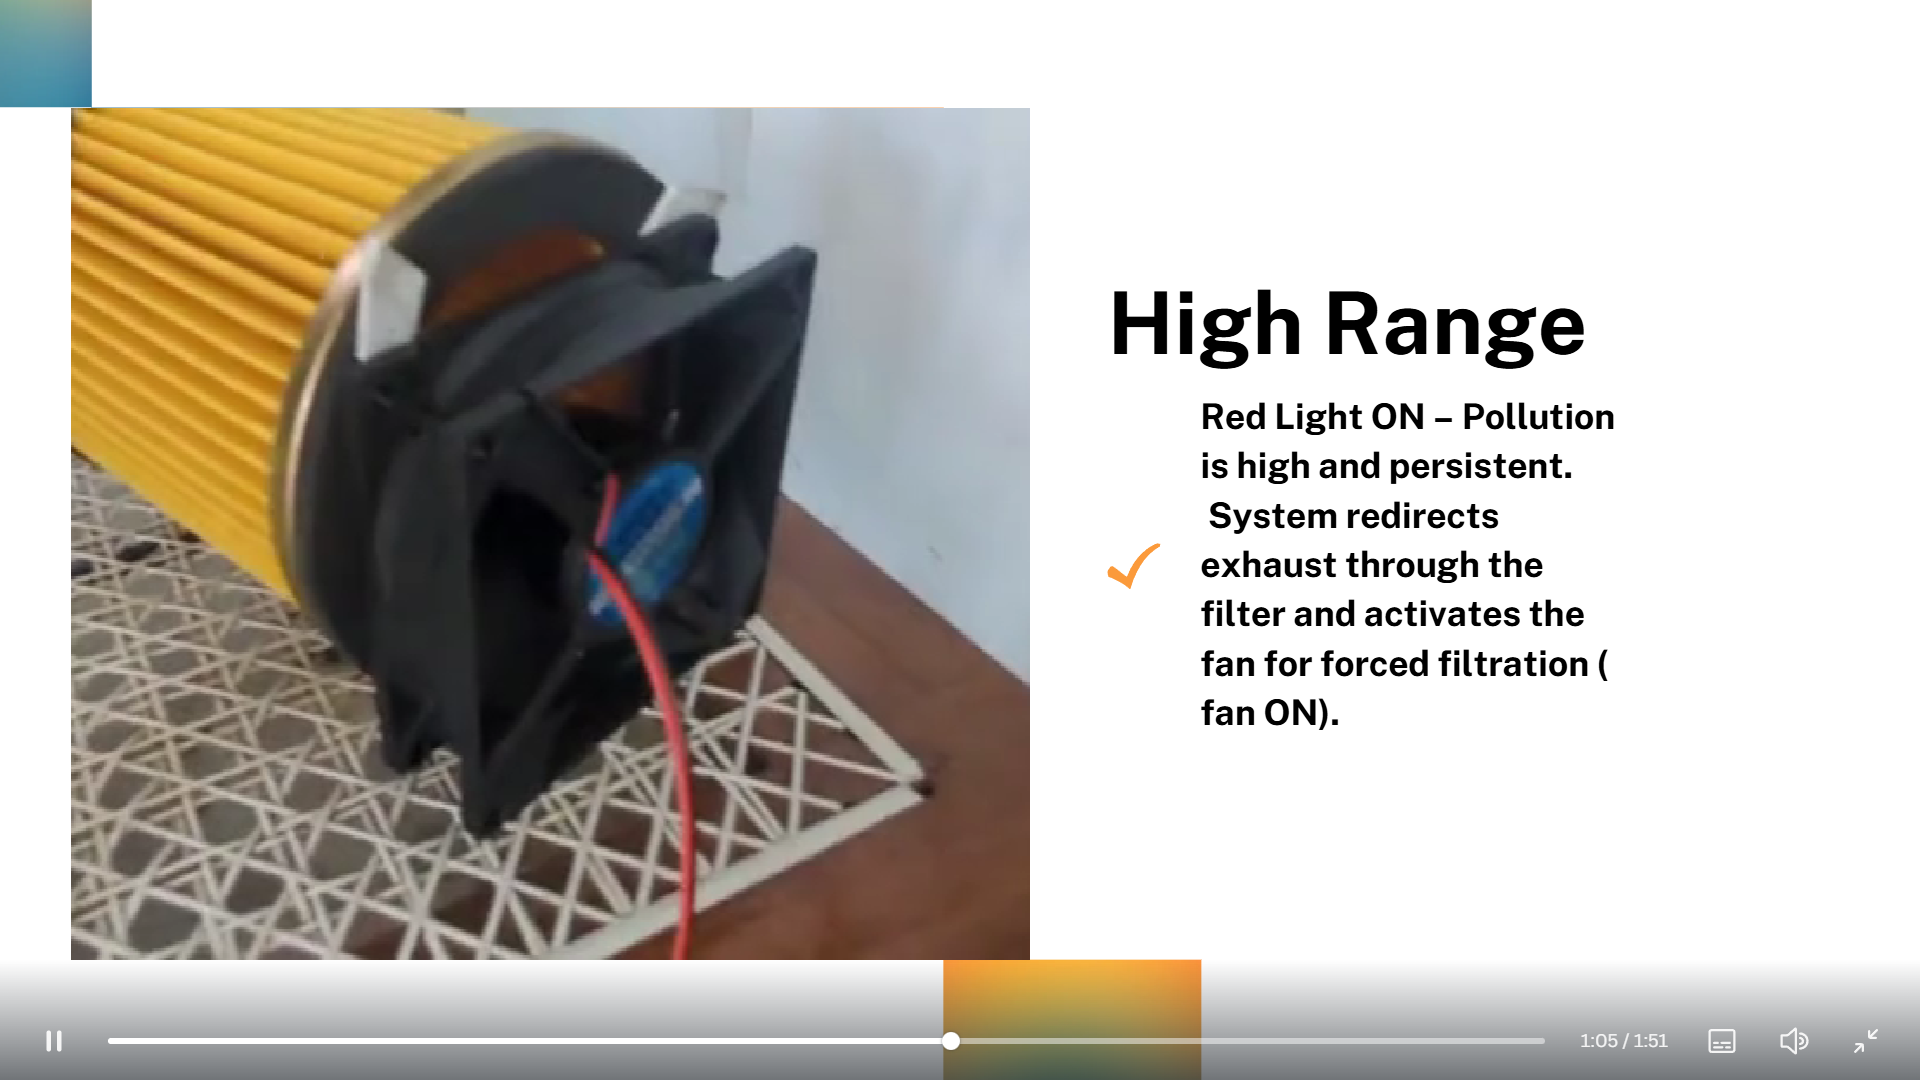 High Range
Red Light ON – Pollution
is high and persistent.
System redirects
exhaust through the
filter and activates the
fan for forced filtration (
fan ON).
1:05 / 1:51